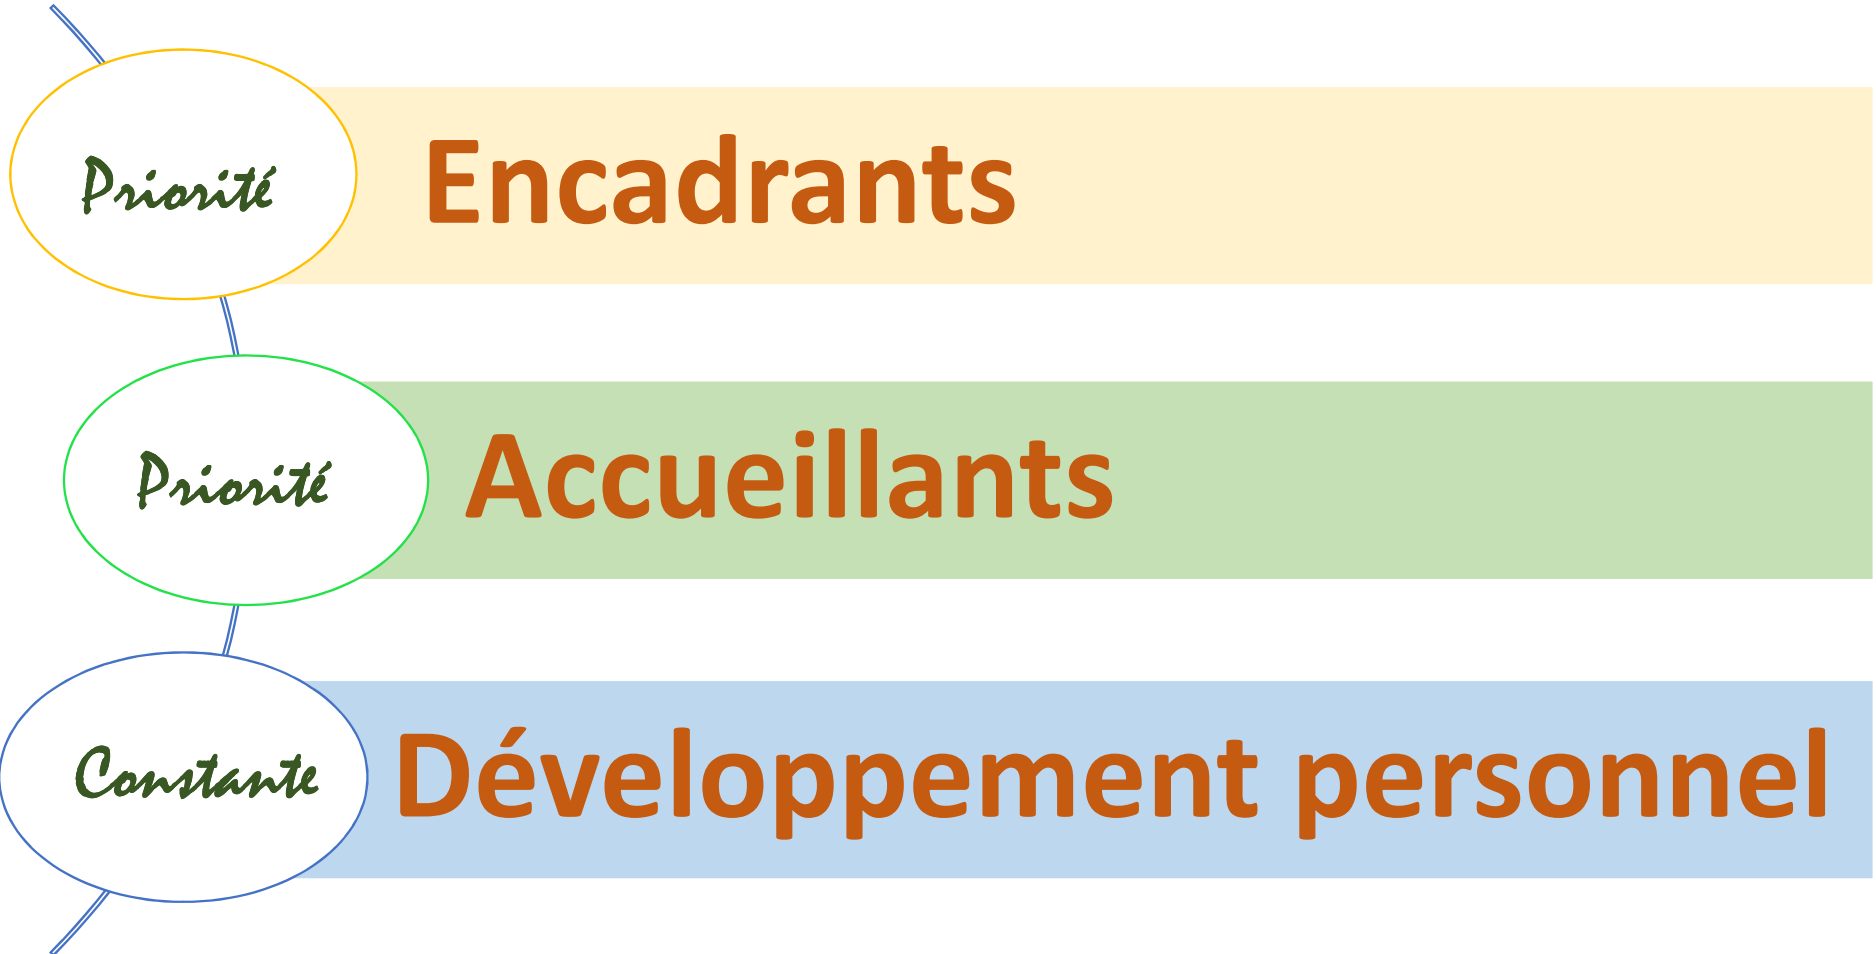 Priorité
Encadrants
Priorité
Accueillants
Constante
Développement personnel